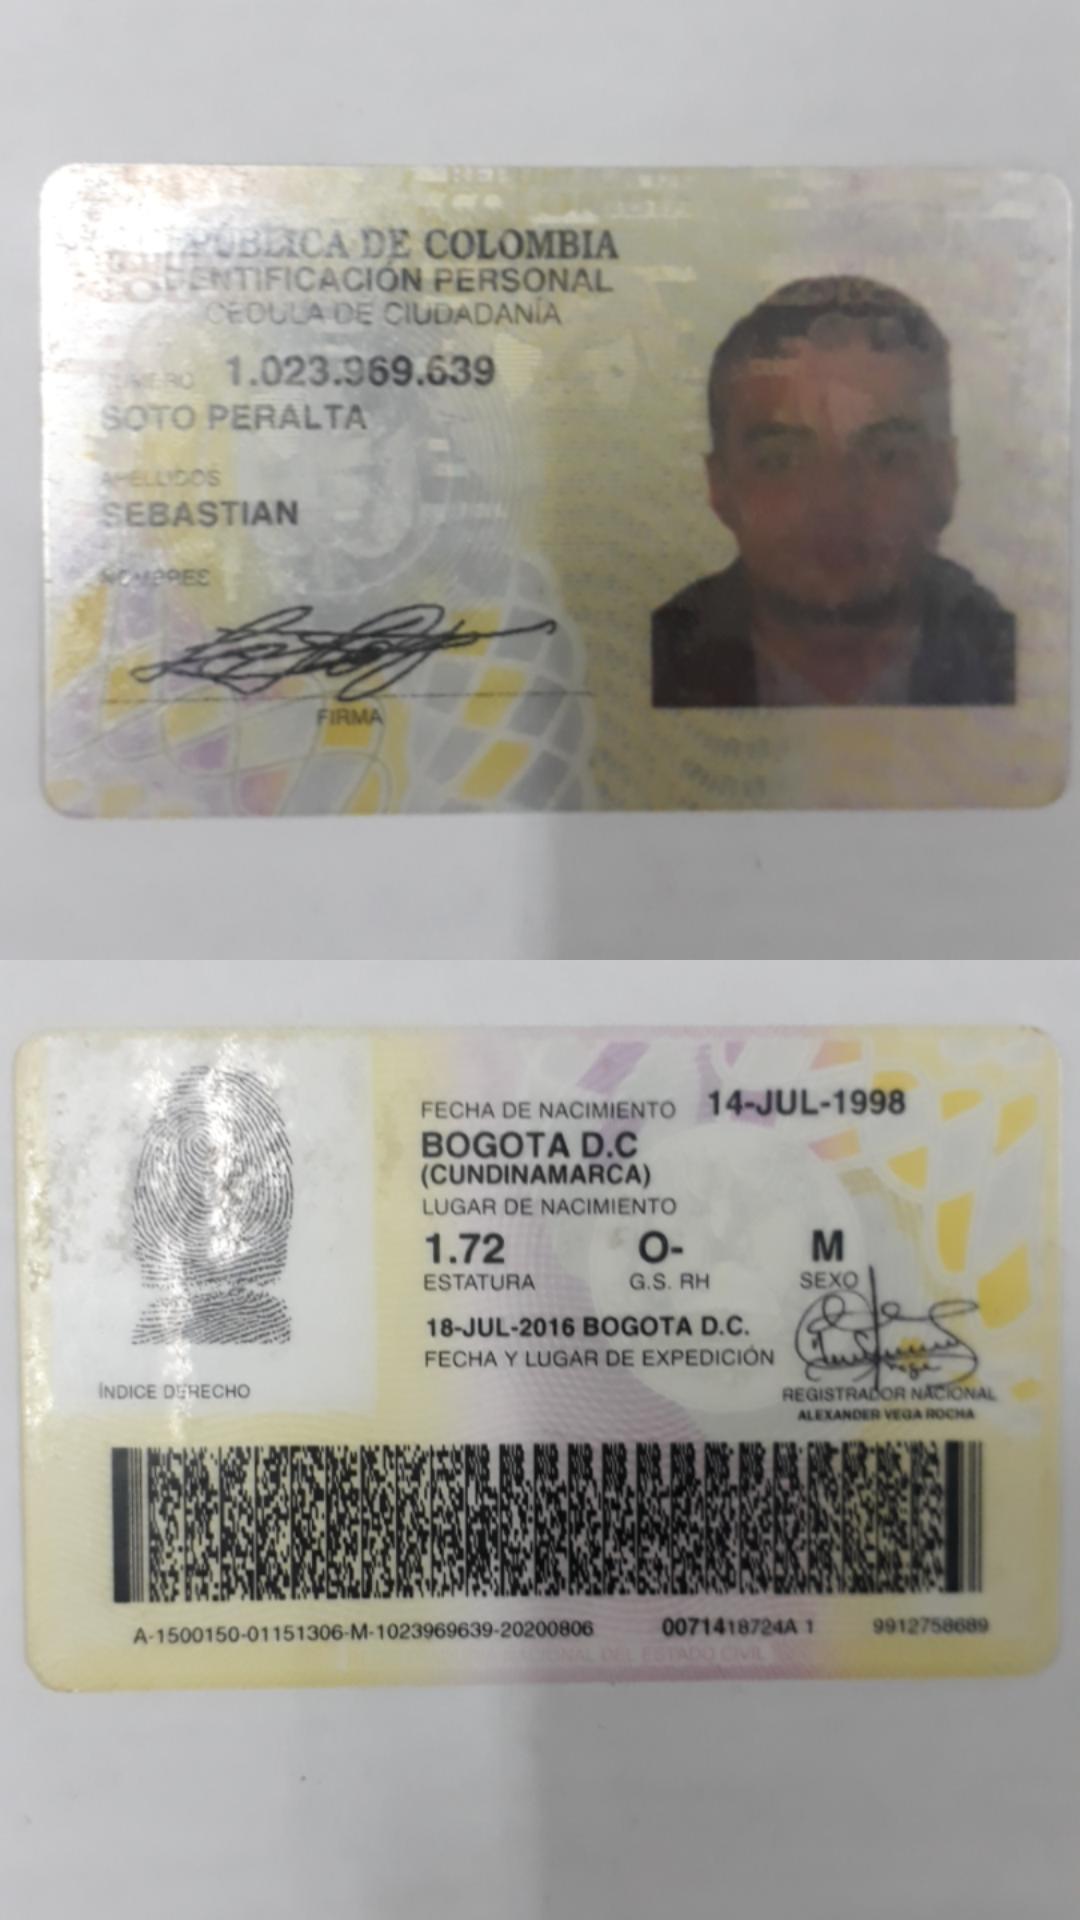 REPÚBLICA DE COLOMBIA
IDENTIFICACIÓN PERSONAL
CEDULA DE CIUDADANÍA
NÚMERO 1.023.969.639
SOTO PERALTA
APELLIDOS
SEBASTIAN
NOMBRES
FIRMA
FECHA DE NACIMIENTO 14-JUL-1998
BOGOTA D.C
(CUNDINAMARCA)
LUGAR DE NACIMIENTO
1.72 O- M
ESTATURA G.S. RH SEXO
18-JUL-2016 BOGOTA D.C.
FECHA Y LUGAR DE EXPEDICIÓN
ÍNDICE DERECHO
REGISTRADOR NACIONAL
ALEXANDER VEGA ROCHA
A-1500150-01151306-M-1023969639-20200806 0071418724A 1 9912758689
NACIONAL DEL ESTADO CIVIL